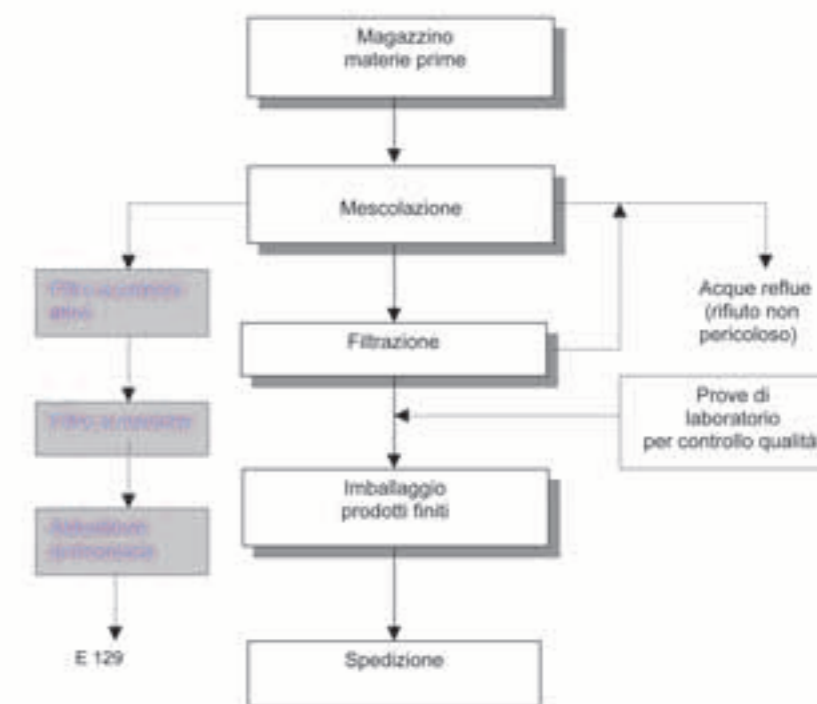 Magazzino
materie prime
Mescolazione
Acque reflue
(rifiuto non
pericoloso)
Filtrazione
Prove di
laboratorio
per controllo qualità
Imballaggio
prodotti finiti
E 129
Spedizione